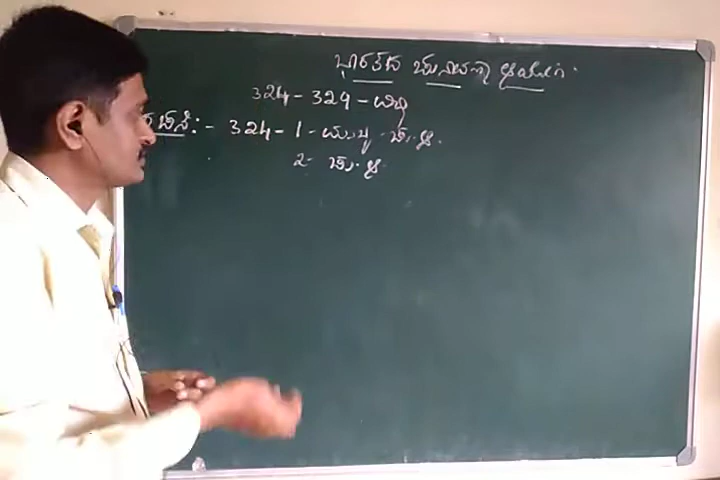 ಭಾರತದ ಚುನಾವಣಾ ಆಯೋಗ.
324 - 329 - ವಿಧಿ
ರಚನೆ:- 324 - 1 - ಮುಖ್ಯ ಚು. ಆ.
2 - ಚು. ಆ.